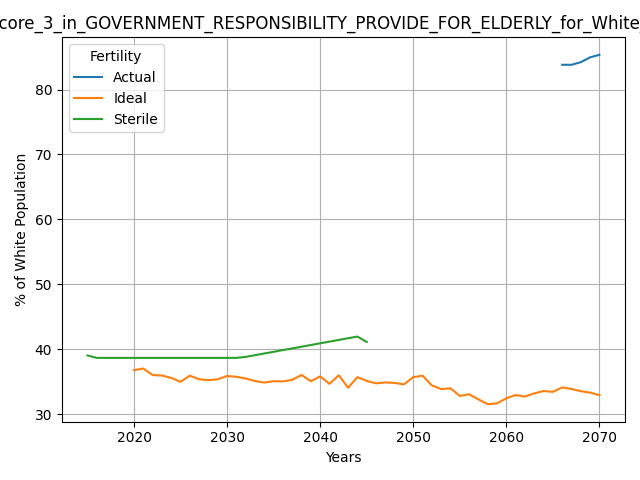 core_3_in_GOVERNMENT_RESPONSIBILITY_PROVIDE_FOR_ELDERLY_for_White_
Fertility
Actual
Ideal
Sterile
% of White Population
80
70
60
50
40
30
2020
2030
2040
2050
2060
2070
Years